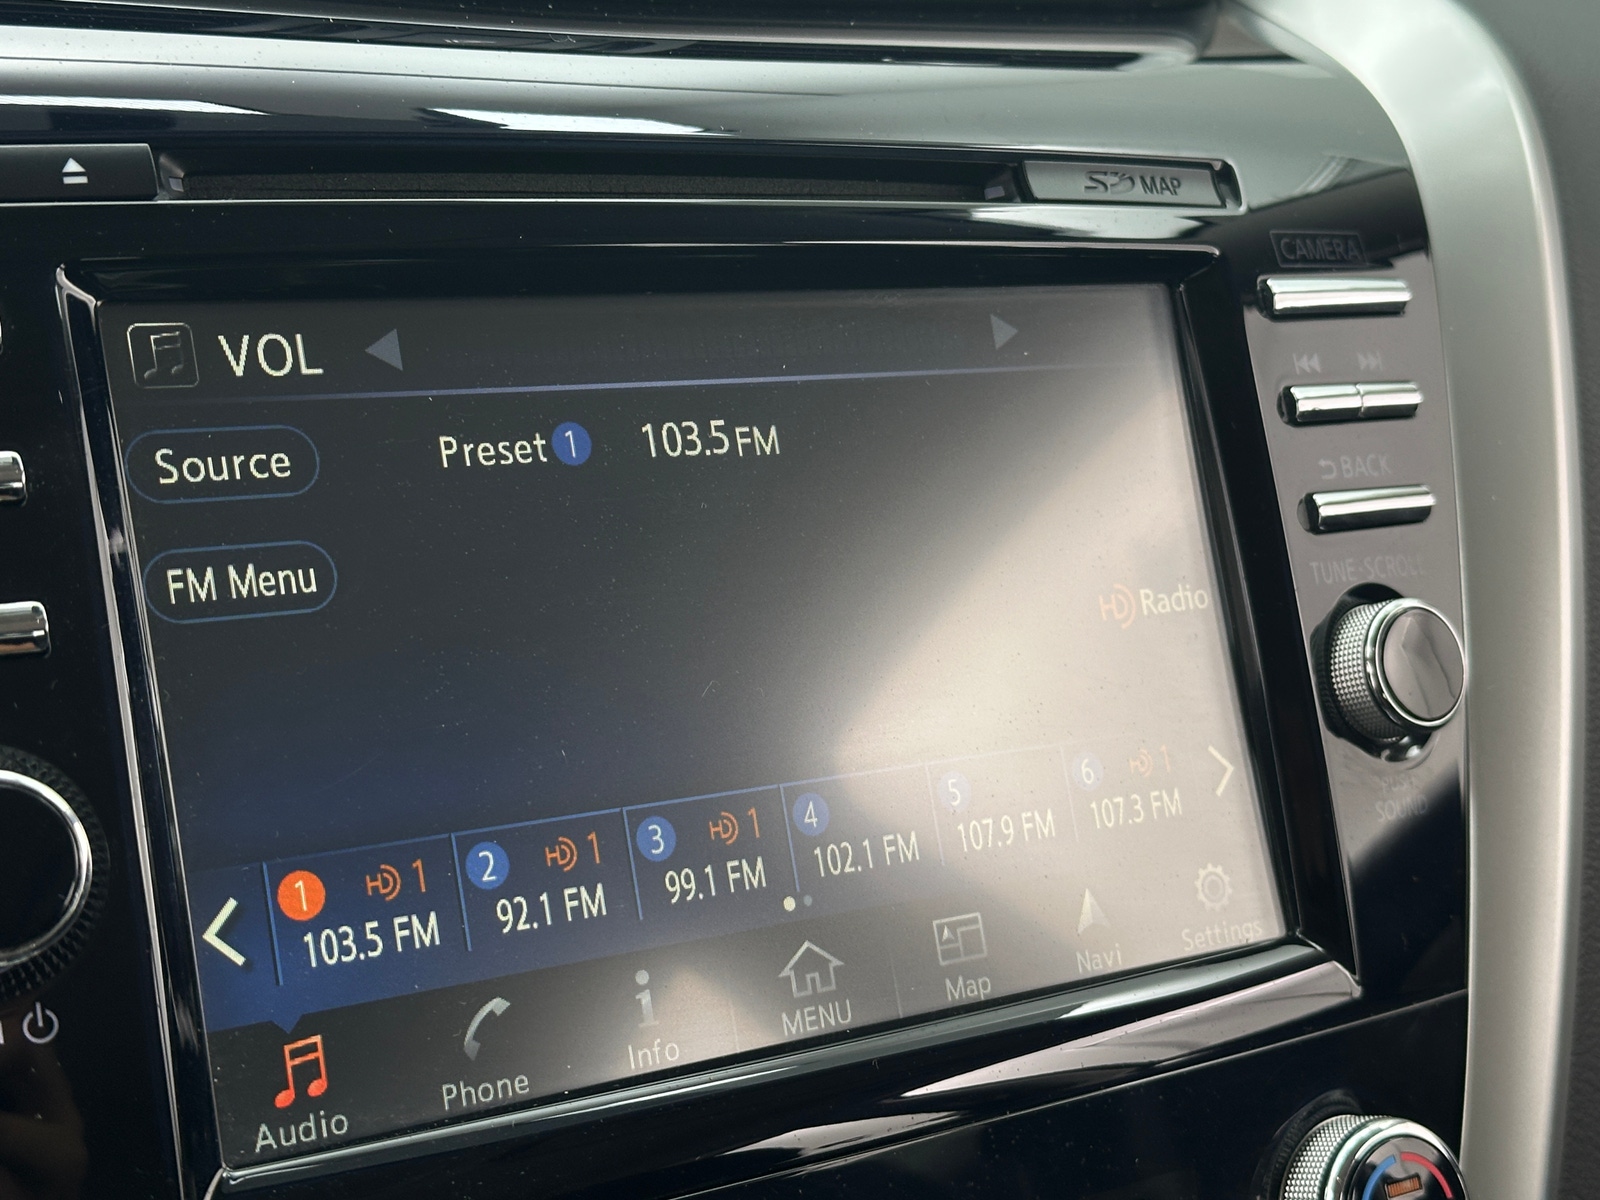 SD MAP
CAMERA
VOL
Source
Preset 1 103.5 FM
BACK
FM Menu
TUNE·SCROLL
HD Radio
PUSH
SOUND
1 HD 1
103.5 FM
2 HD 1
92.1 FM
3 HD 1
99.1 FM
4
102.1 FM
5
107.9 FM
6 HD 1
107.3 FM
Audio
Phone
Info
MENU
Map
Navi
Settings